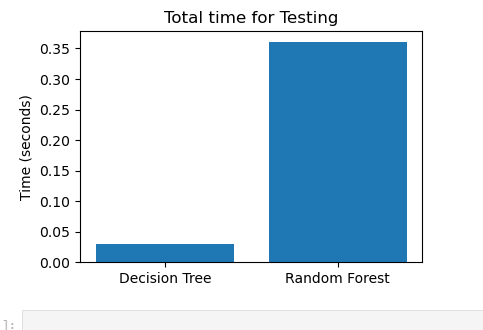 Total time for Testing
Time (seconds)
0.35
0.30
0.25
0.20
0.15
0.10
0.05
0.00
Decision Tree
Random Forest
]: